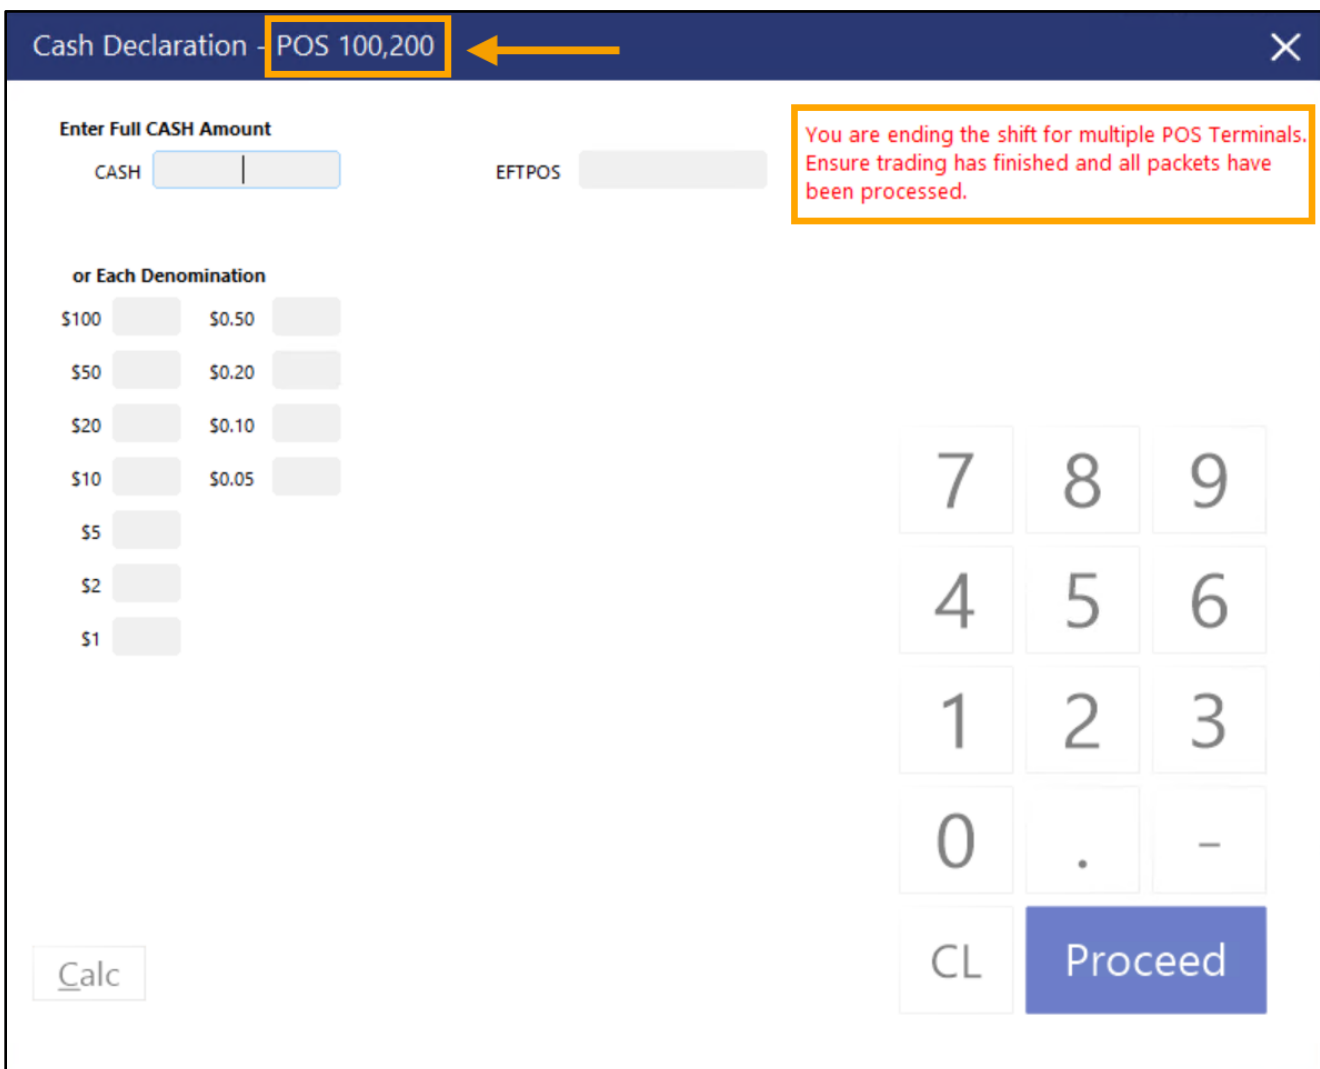 Cash Declaration - POS 100,200
Enter Full CASH Amount
CASH
EFTPOS
You are ending the shift for multiple POS Terminals.
Ensure trading has finished and all packets have
been processed.
or Each Denomination
$100 $0.50
$50 $0.20
$20 $0.10
$10 $0.05
$5
$2
$1
7 8 9
4 5 6
1 2 3
0 . -
CL Proceed
Calc